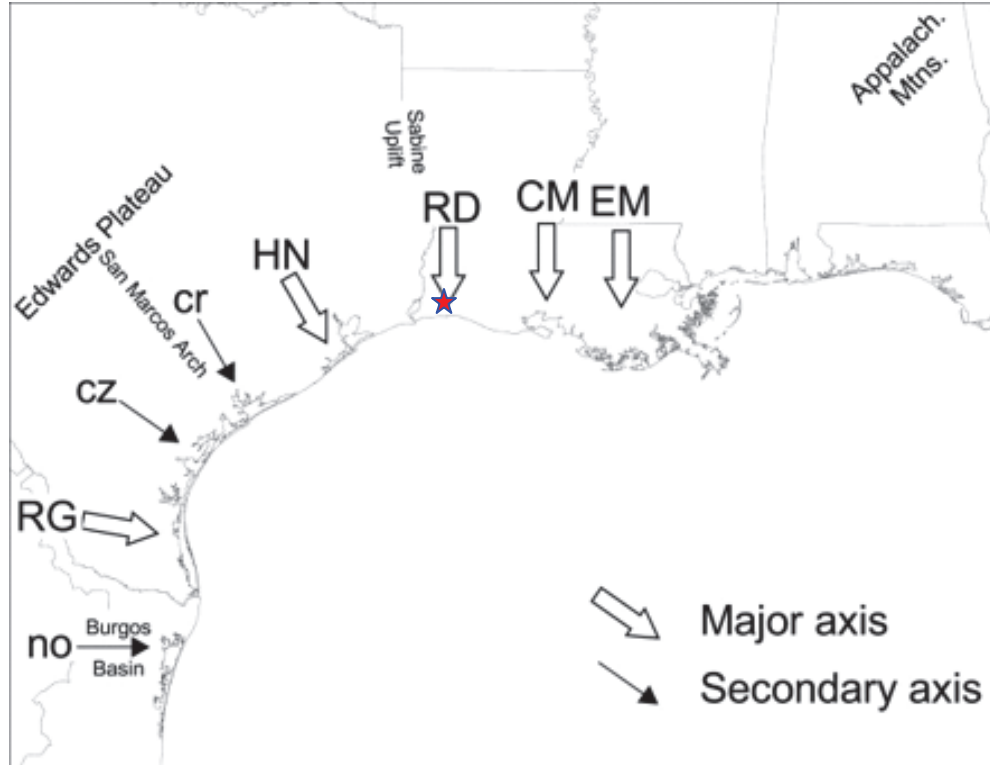 Appalach.
Mtns.
Sabine
Uplift
CM
EM
RD
Edwards Plateau
San Marcos Arch
HN
cr
cz
RG
no
Burgos
Basin
Major axis
Secondary axis